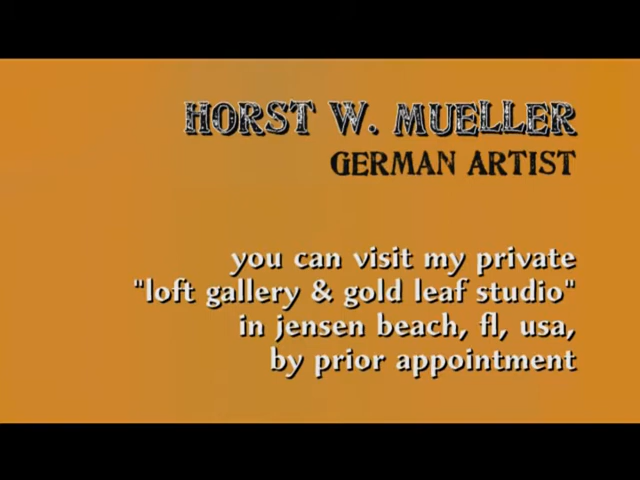 HORST W. MUELLER
GERMAN ARTIST
you can visit my private
"loft gallery & gold leaf studio"
in jensen beach, fl, usa,
by prior appointment